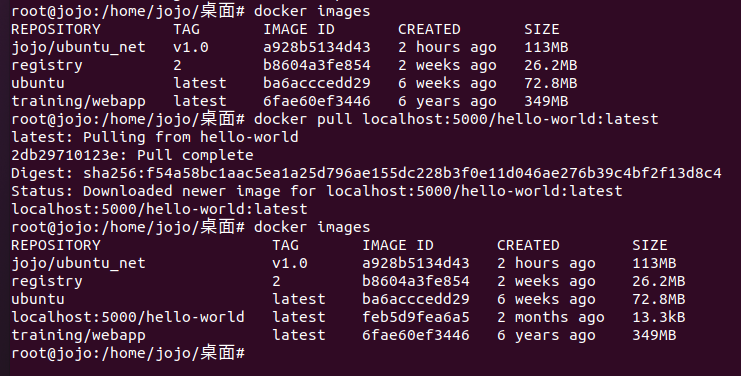 root@jojo:/home/jojo/桌面# docker images
REPOSITORY TAG IMAGE ID CREATED SIZE
jojo/ubuntu_net v1.0 a928b5134d43 2 hours ago 113MB
registry 2 b8604a3fe854 2 weeks ago 26.2MB
ubuntu latest ba6acccedd29 6 weeks ago 72.8MB
training/webapp latest 6fae60ef3446 6 years ago 349MB
root@jojo:/home/jojo/桌面# docker pull localhost:5000/hello-world:latest
latest: Pulling from hello-world
2db29710123e: Pull complete
Digest: sha256:f54a58bc1aac5ea1a25d796ae155dc228b3f0e11d046ae276b39c4bf2f13d8c4
Status: Downloaded newer image for localhost:5000/hello-world:latest
localhost:5000/hello-world:latest
root@jojo:/home/jojo/桌面# docker images
REPOSITORY TAG IMAGE ID CREATED SIZE
jojo/ubuntu_net v1.0 a928b5134d43 2 hours ago 113MB
registry 2 b8604a3fe854 2 weeks ago 26.2MB
ubuntu latest ba6acccedd29 6 weeks ago 72.8MB
localhost:5000/hello-world latest feb5d9fea6a5 2 months ago 13.3kB
training/webapp latest 6fae60ef3446 6 years ago 349MB
root@jojo:/home/jojo/桌面#